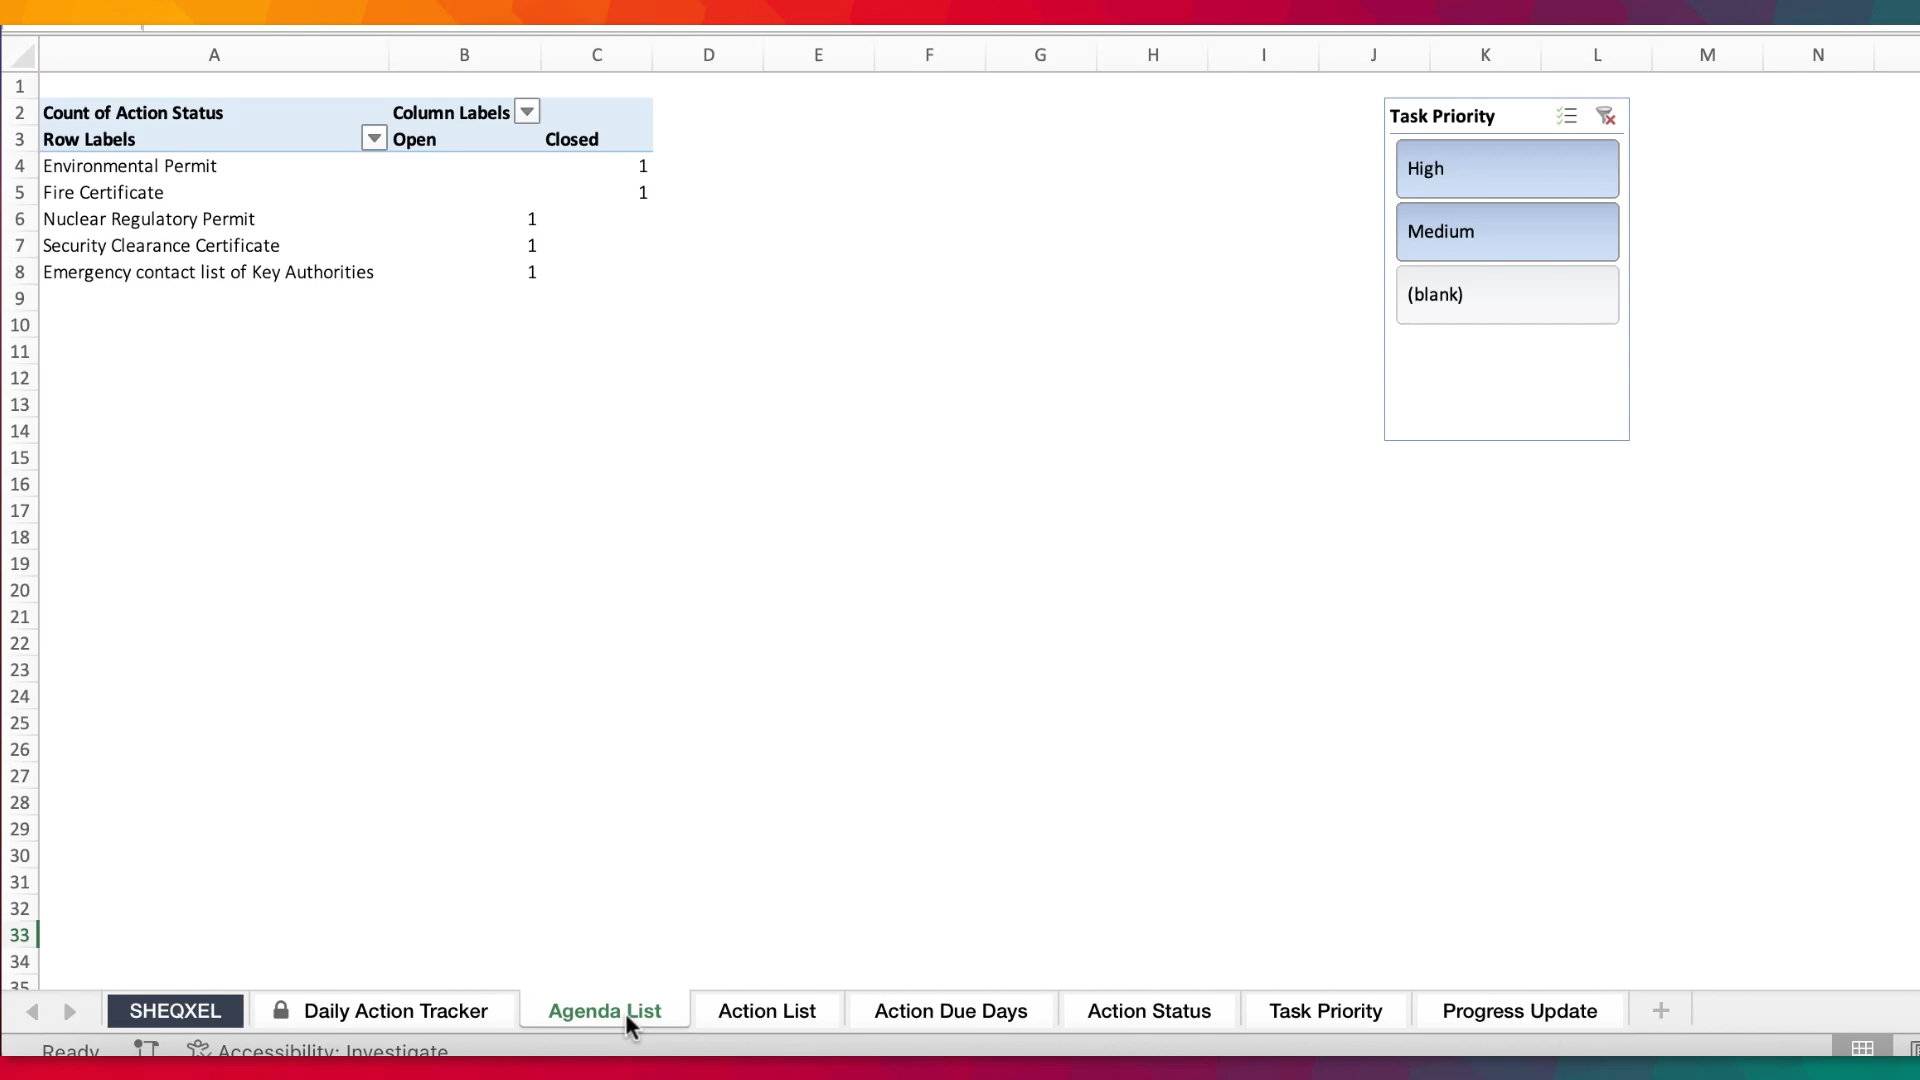 A B C D E F G H I J K L M N
1
2 Count of Action Status Column Labels
3 Row Labels Open Closed
4 Environmental Permit 1
5 Fire Certificate 1
6 Nuclear Regulatory Permit 1
7 Security Clearance Certificate 1
8 Emergency contact list of Key Authorities 1
9
10
11
12
13
14
15
16
17
18
19
20
21
22
23
24
25
26
27
28
29
30
31
32
33
34
35
Task Priority
High
Medium
(blank)
SHEQXEL Daily Action Tracker Agenda List Action List Action Due Days Action Status Task Priority Progress Update
Ready Accessibility: Investigate